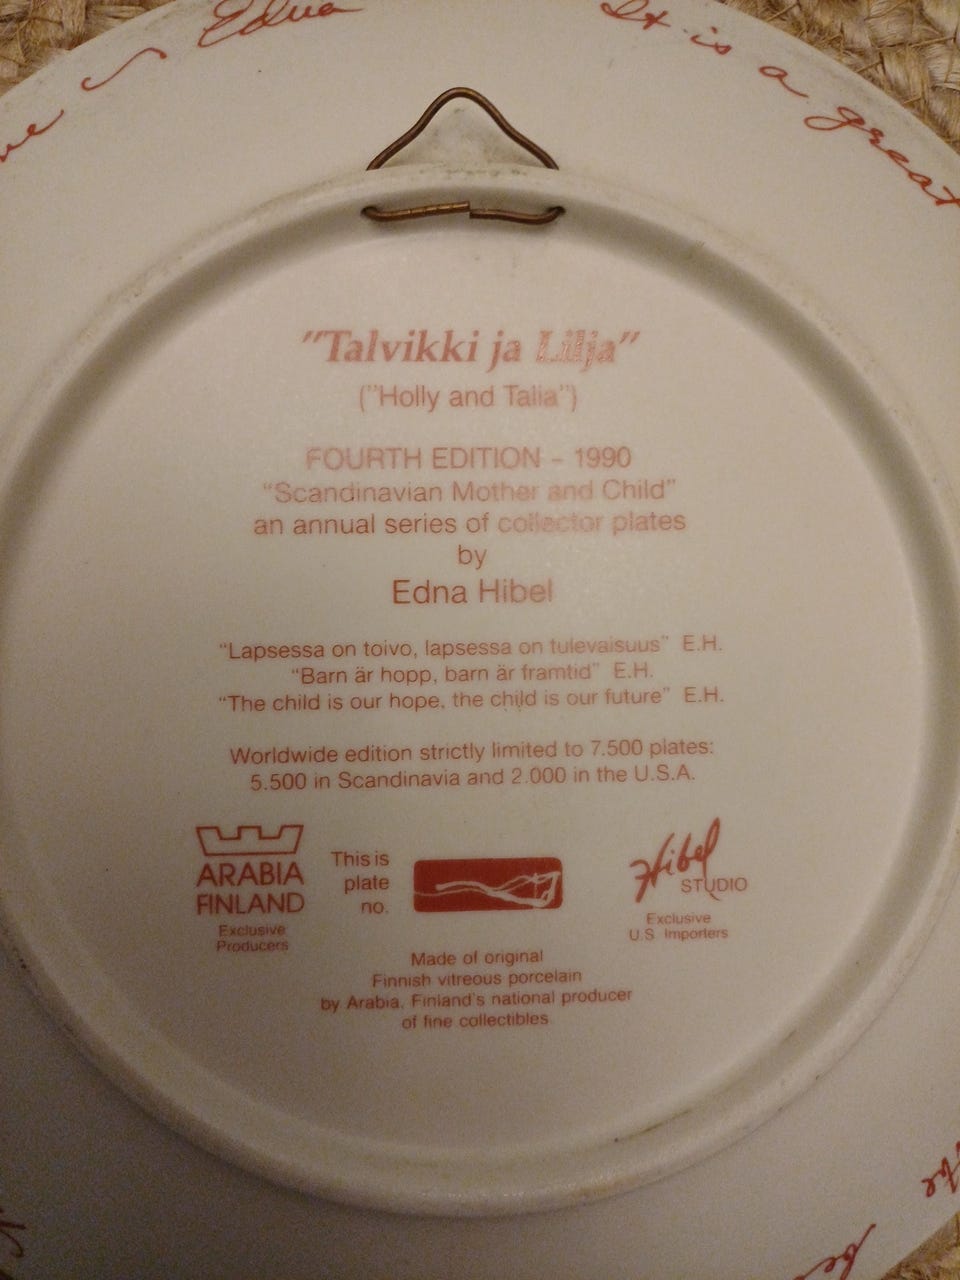 Edna
It is a great
"Talvikki ja Lilja"
("Holly and Talia")
FOURTH EDITION - 1990
"Scandinavian Mother and Child"
an annual series of collector plates
by
Edna Hibel
"Lapsessa on toivo, lapsessa on tulevaisuus" E.H.
"Barn är hopp, barn är framtid" E.H.
"The child is our hope, the child is our future" E.H.
Worldwide edition strictly limited to 7.500 plates:
5.500 in Scandinavia and 2.000 in the U.S.A.
ARABIA
FINLAND
Exclusive
Producers
This is
plate
no.
Hibel
STUDIO
Exclusive
U.S. Importers
Made of original
Finnish vitreous porcelain
by Arabia, Finland's national producer
of fine collectibles
the
be